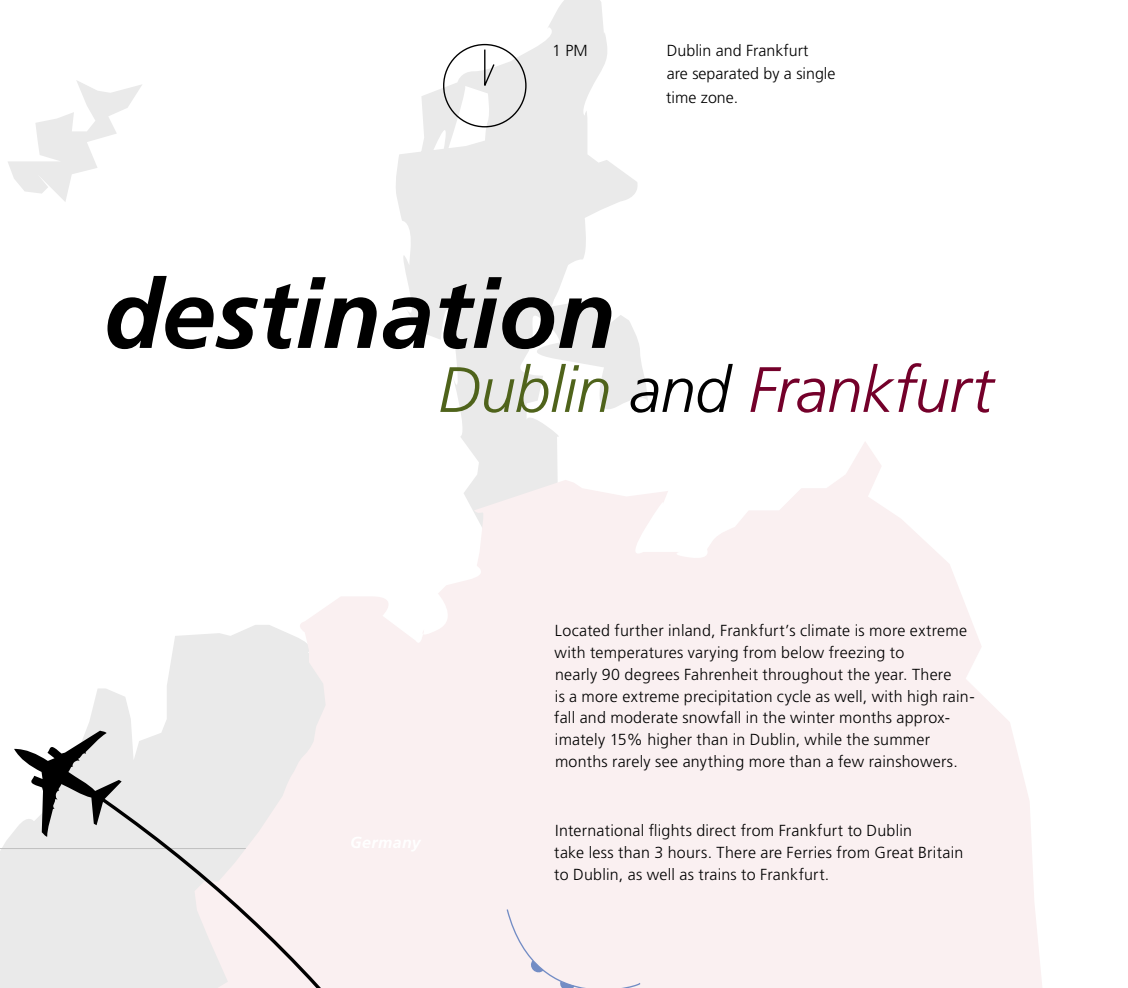 1 PM
Dublin and Frankfurt
are separated by a single
time zone.
destination
Dublin and Frankfurt
Located further inland, Frankfurt’s climate is more extreme
with temperatures varying from below freezing to
nearly 90 degrees Fahrenheit throughout the year. There
is a more extreme precipitation cycle as well, with high rain-
fall and moderate snowfall in the winter months approx-
imately 15% higher than in Dublin, while the summer
months rarely see anything more than a few rainshowers.
Germany
International flights direct from Frankfurt to Dublin
take less than 3 hours. There are Ferries from Great Britain
to Dublin, as well as trains to Frankfurt.